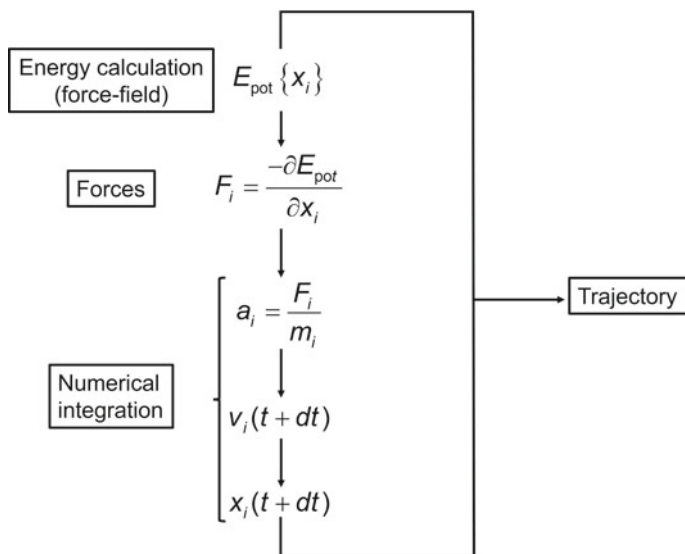 Energy calculation
(force-field)
E_pot {x_i}
Forces
F_i = −∂E_pot / ∂x_i
a_i = F_i / m_i
Trajectory
Numerical
integration
v_i(t + dt)
x_i(t + dt)